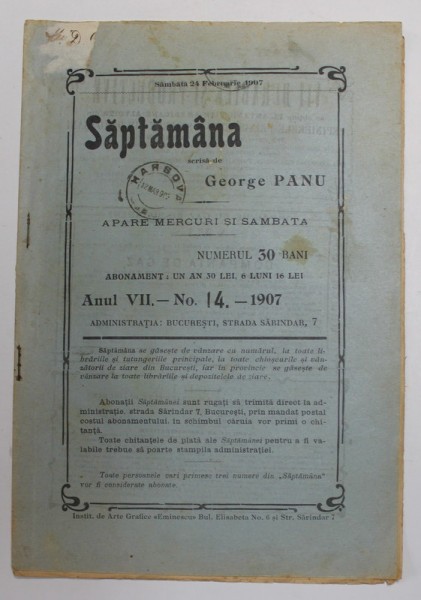 Sâmbătă 24 Februarie 1907
Săptămâna
scrisă de
George PANU
HARSOVA
APARE MERCURI SI SAMBATA
NUMERUL 30 BANI
ABONAMENT: UN AN 30 LEI, 6 LUNI 16 LEI
Anul VII.— No. 14. — 1907
ADMINISTRAȚIA: BUCUREȘTI, STRADA SĂRINDAR, 7
Săptămâna se găsește de vânzare cu numărul, la toate li-
brăriile și tutungeriile principale, la toate chioșcurile și vân-
zătorii de ziare din București, iar în provincie se găsește de
vânzare la toate librăriile și depozitele de ziare.
Abonații Săptămânei sunt rugați să trimită direct la ad-
ministrație, strada Sărindar 7, București, prin mandat postal
costul abonamentului, în schimbul căruia vor primi o chi-
tanță.
Toate chitanțele de plată ale Săptămânei pentru a fi va-
labile trebue să poarte stampila administrației.
Toate persoanele cari primesc trei numere din „Săptămâna"
vor fi considerate abonate.
Instit. de Arte Grafice «Eminescu» Bul. Elisabeta No. 6 și Str. Sărindar 7